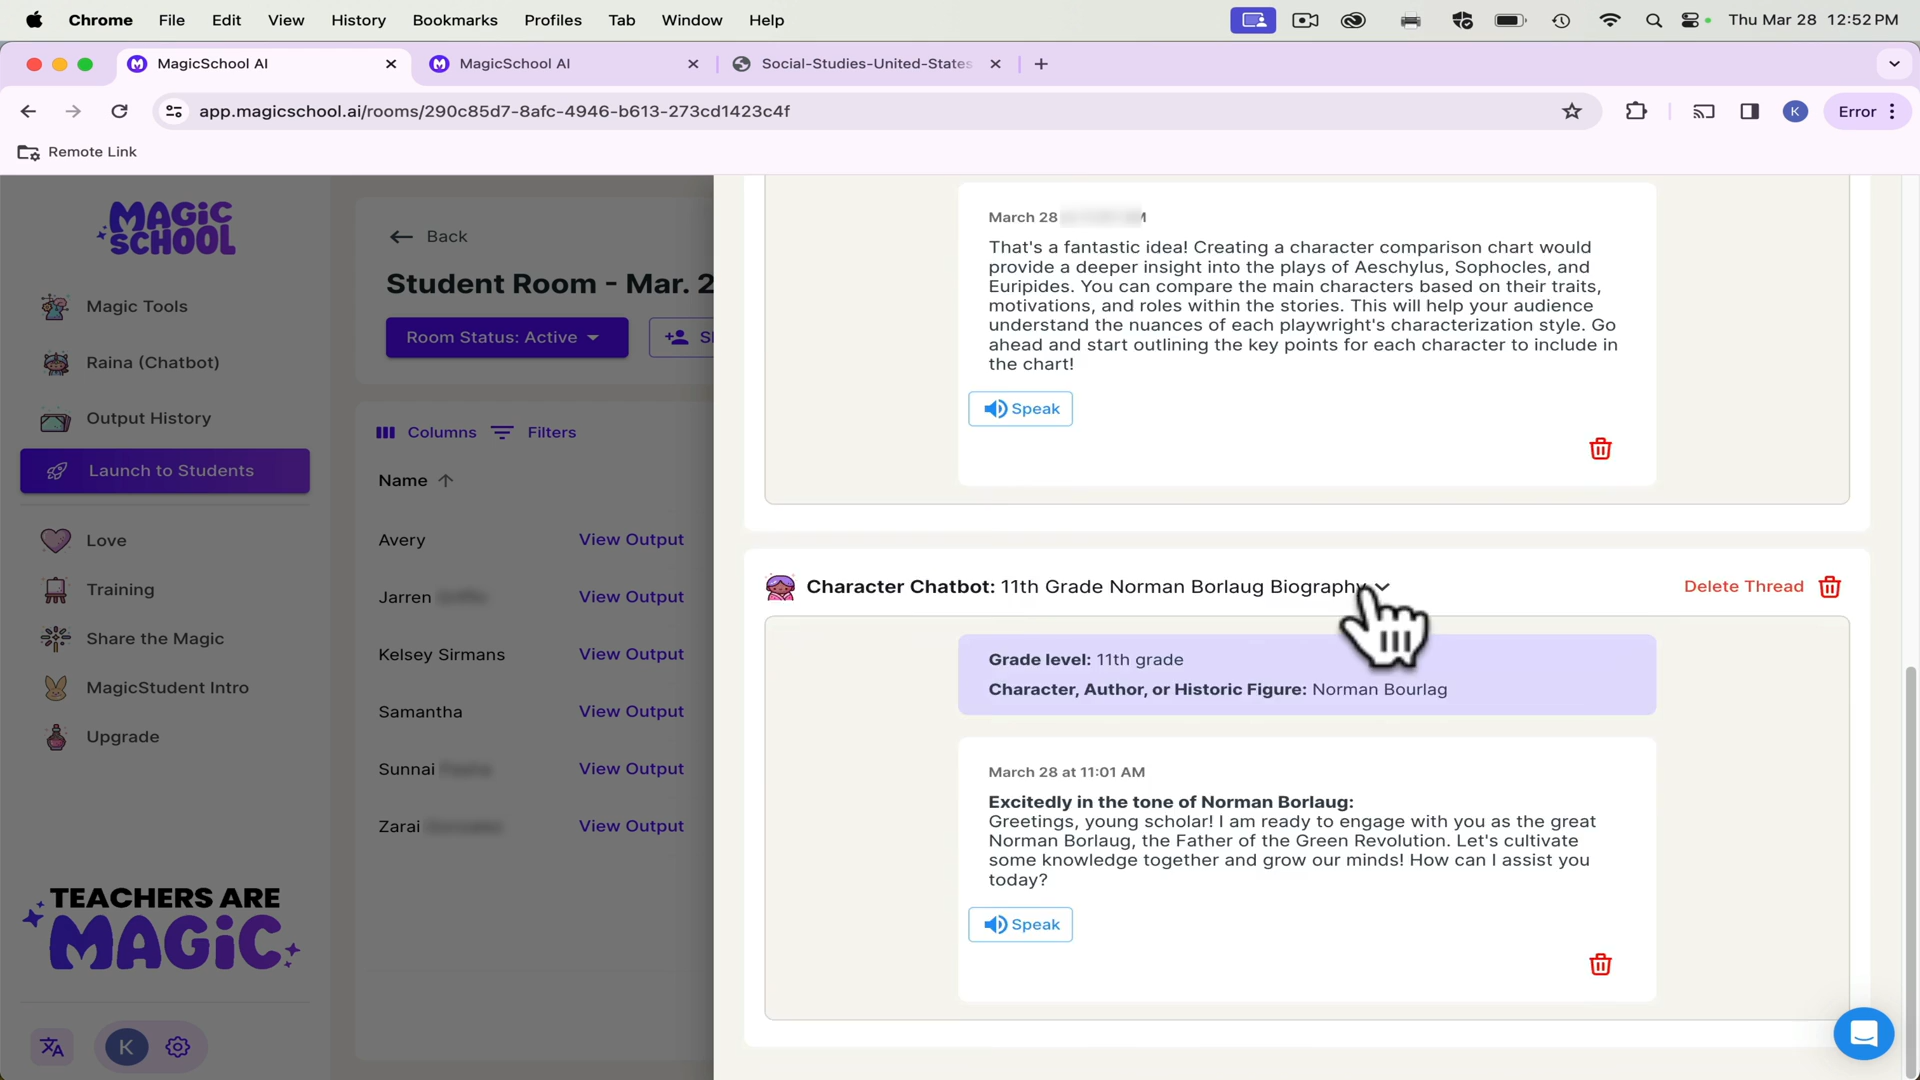 Chrome File Edit View History Bookmarks Profiles Tab Window Help Thu Mar 28 12:52 PM
MagicSchool AI MagicSchool AI Social-Studies-United-States
app.magicschool.ai/rooms/290c85d7-8afc-4946-b613-273cd1423c4f K Error
Remote Link
MAGIC
SCHOOL
Magic Tools
Raina (Chatbot)
Output History
Launch to Students
Love
Training
Share the Magic
MagicStudent Intro
Upgrade
TEACHERS ARE
MAGIC
K
Back
Student Room - Mar. 2
Room Status: Active
Columns Filters
Name
Avery View Output
Jarren View Output
Kelsey Sirmans View Output
Samantha View Output
Sunnai View Output
Zarai View Output
March 28
That's a fantastic idea! Creating a character comparison chart would
provide a deeper insight into the plays of Aeschylus, Sophocles, and
Euripides. You can compare the main characters based on their traits,
motivations, and roles within the stories. This will help your audience
understand the nuances of each playwright's characterization style. Go
ahead and start outlining the key points for each character to include in
the chart!
Speak
Character Chatbot: 11th Grade Norman Borlaug Biography Delete Thread
Grade level: 11th grade
Character, Author, or Historic Figure: Norman Bourlag
March 28 at 11:01 AM
Excitedly in the tone of Norman Borlaug:
Greetings, young scholar! I am ready to engage with you as the great
Norman Borlaug, the Father of the Green Revolution. Let's cultivate
some knowledge together and grow our minds! How can I assist you
today?
Speak